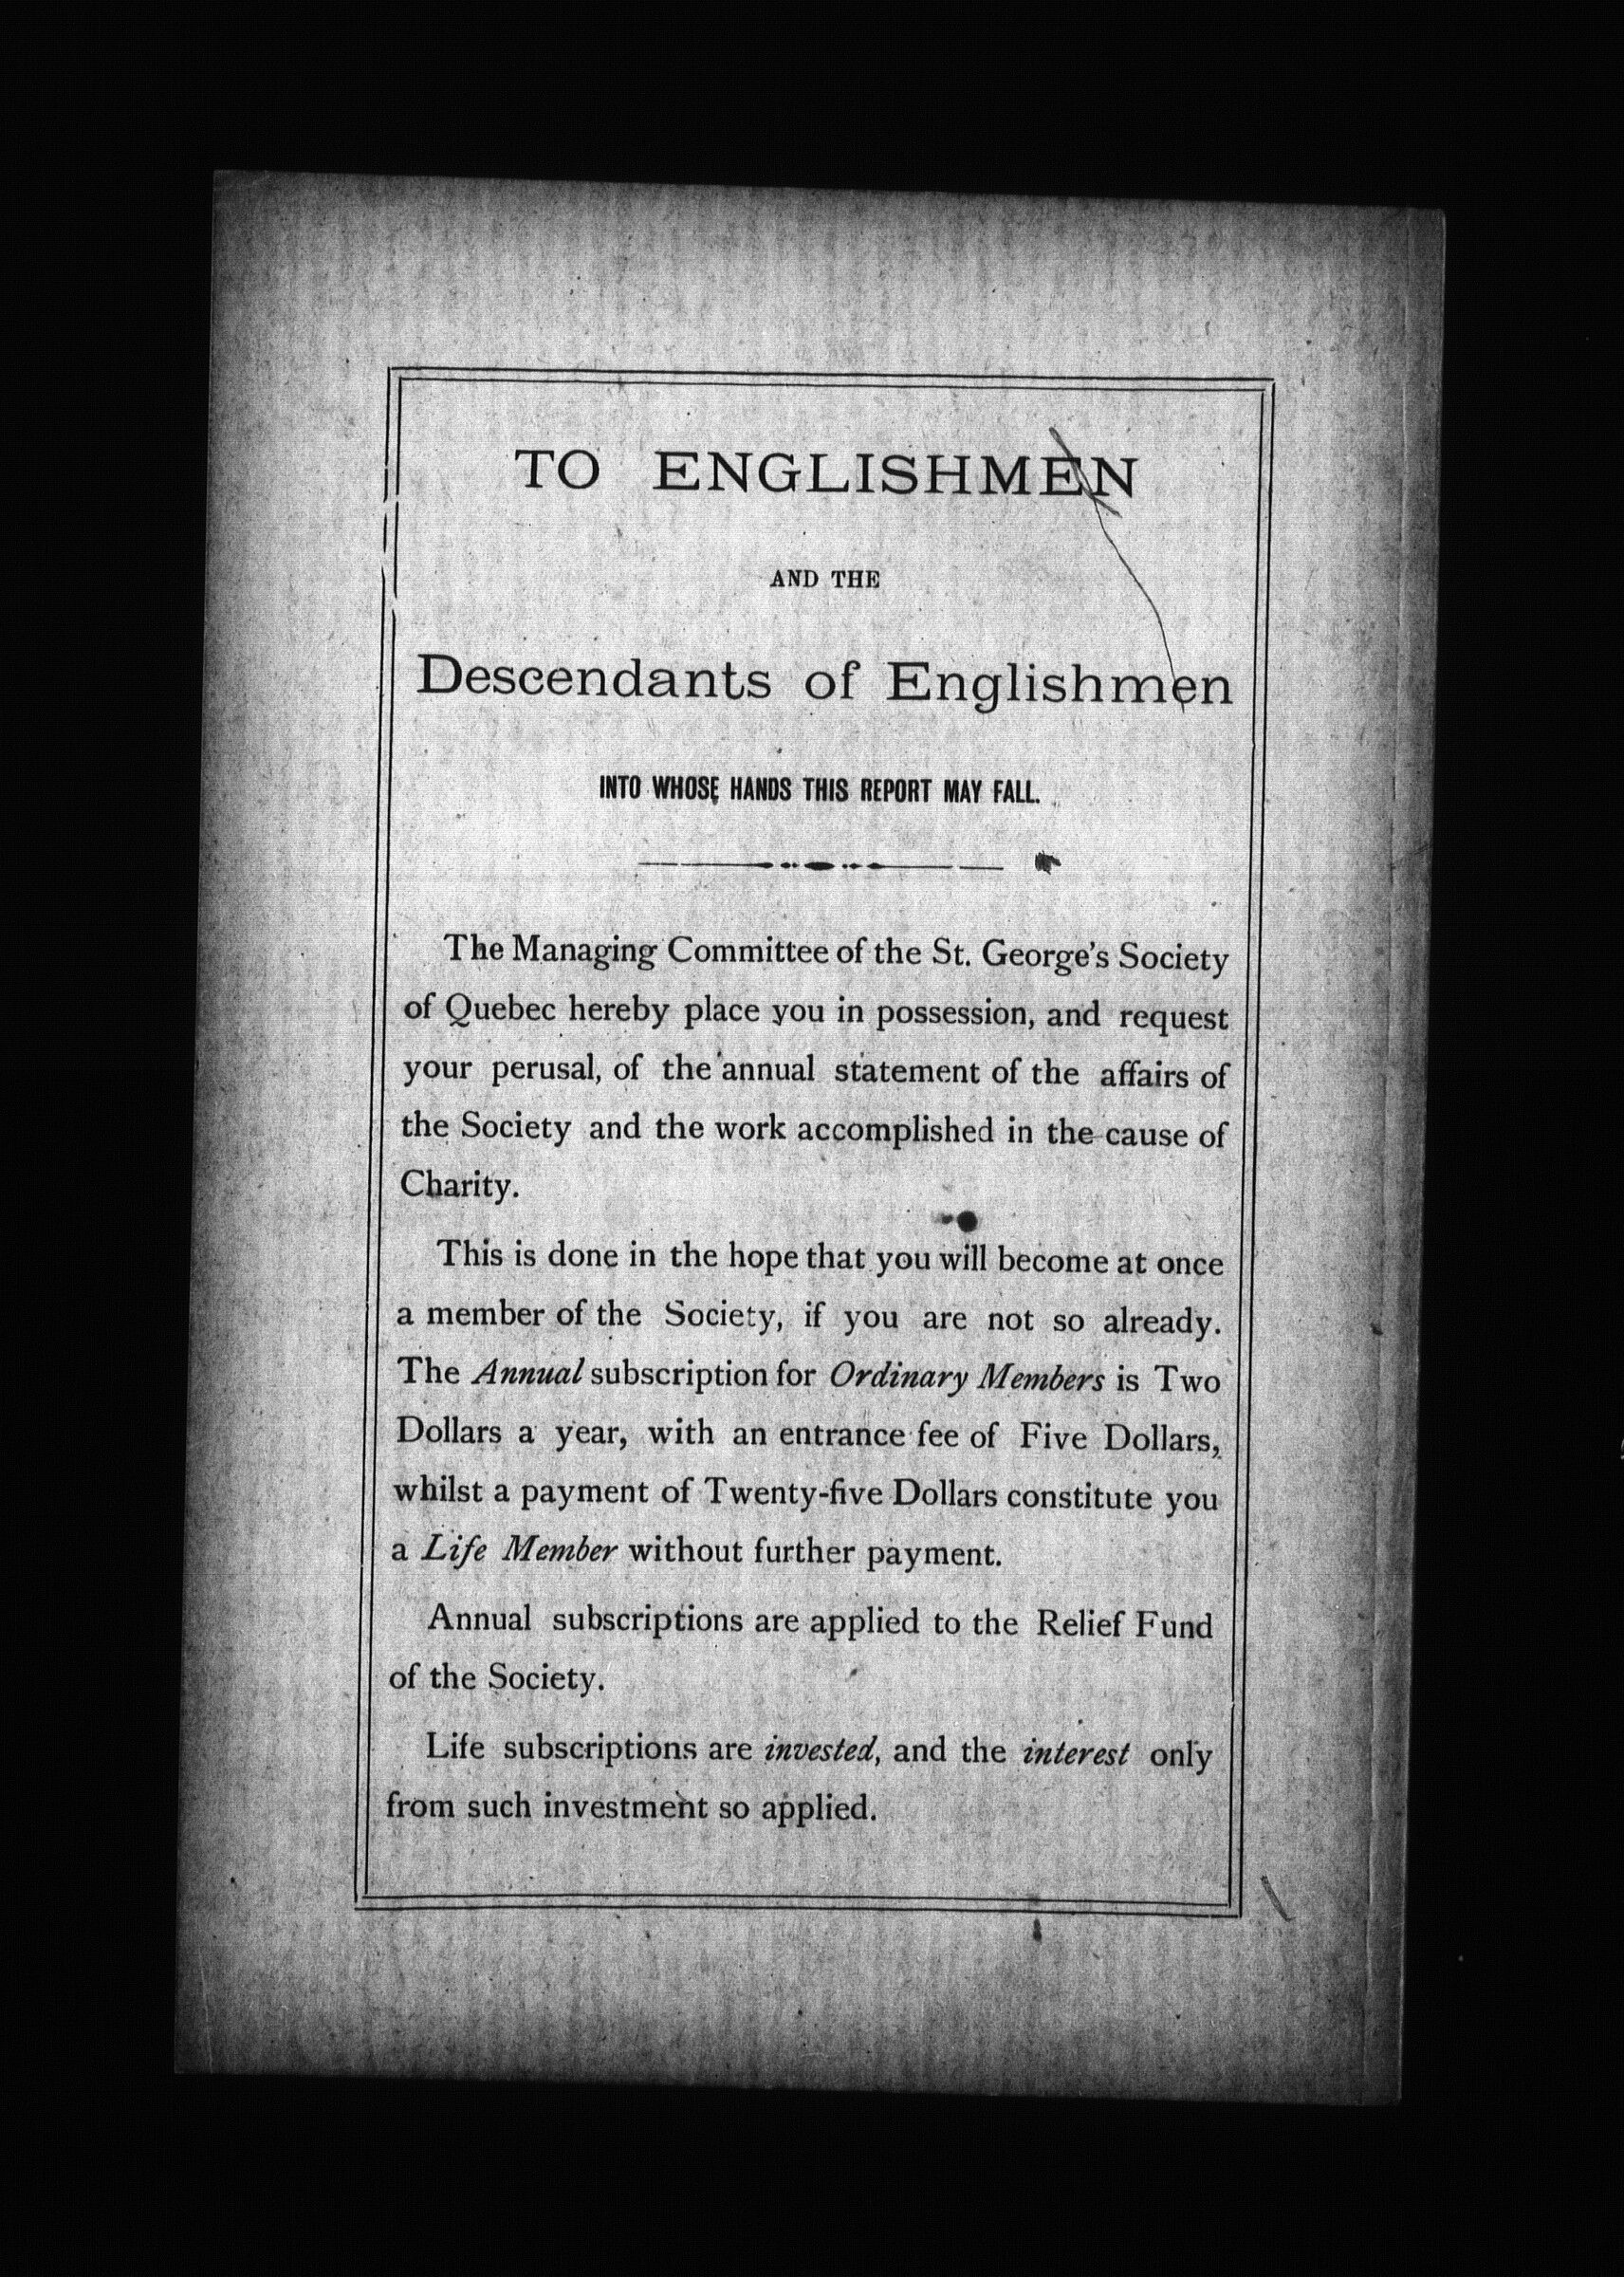 TO ENGLISHMEN
AND THE
Descendants of Englishmen
INTO WHOSE HANDS THIS REPORT MAY FALL.
The Managing Committee of the St. George's Society
of Quebec hereby place you in possession, and request
your perusal, of the annual statement of the affairs of
the Society and the work accomplished in the cause of
Charity.
This is done in the hope that you will become at once
a member of the Society, if you are not so already.
The Annual subscription for Ordinary Members is Two
Dollars a year, with an entrance fee of Five Dollars,
whilst a payment of Twenty-five Dollars constitute you
a Life Member without further payment.
Annual subscriptions are applied to the Relief Fund
of the Society.
Life subscriptions are invested, and the interest only
from such investment so applied.